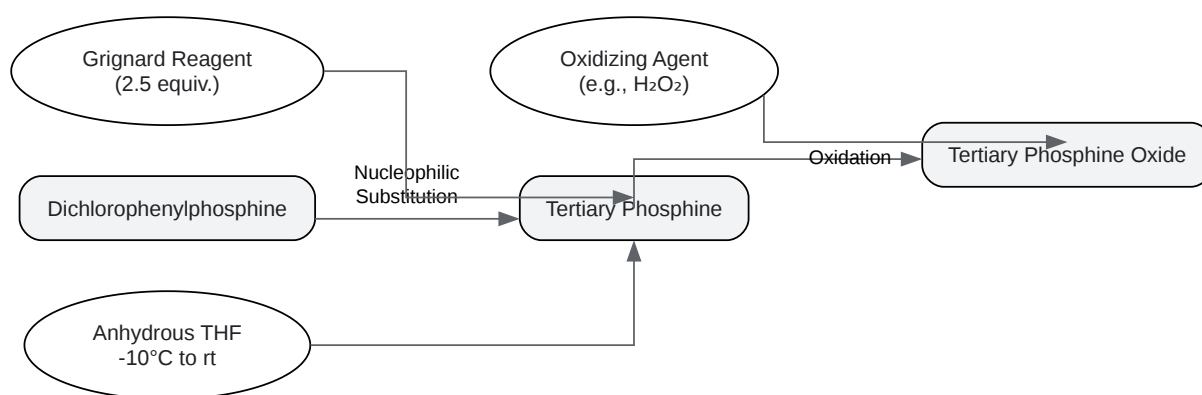 Grignard Reagent
(2.5 equiv.)
Oxidizing Agent
(e.g., H₂O₂)
Nucleophilic
Substitution
Oxidation
Tertiary Phosphine Oxide
Dichlorophenylphosphine
Tertiary Phosphine
Anhydrous THF
-10°C to rt